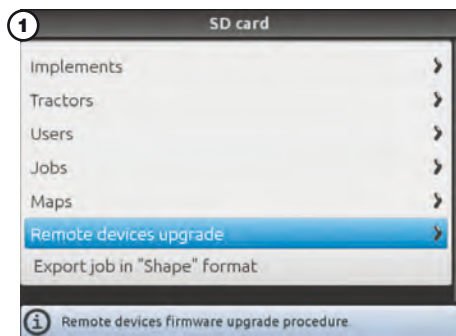 1
SD card
Implements
Tractors
Users
Jobs
Maps
Remote devices upgrade
Export job in "Shape" format
i Remote devices firmware upgrade procedure